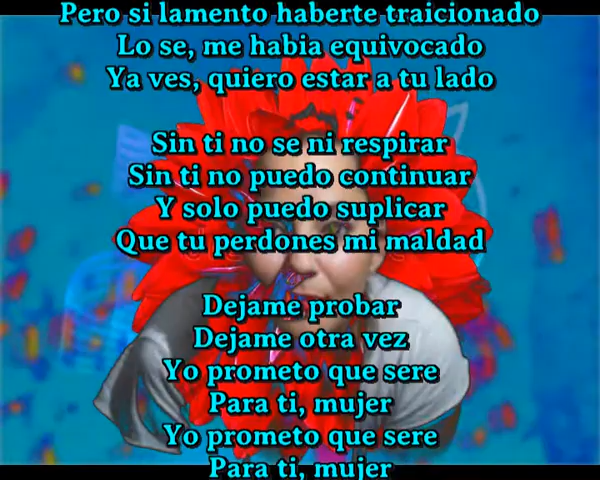 Pero si lamento haberte traicionado
Lo se, me habia equivocado
Ya ves, quiero estar a tu lado
Sin ti no se ni respirar
Sin ti no puedo continuar
Y solo puedo suplicar
Que tu perdones mi maldad
Dejame probar
Dejame otra vez
Yo prometo que sere
Para ti, mujer
Yo prometo que sere
Para ti, mujer